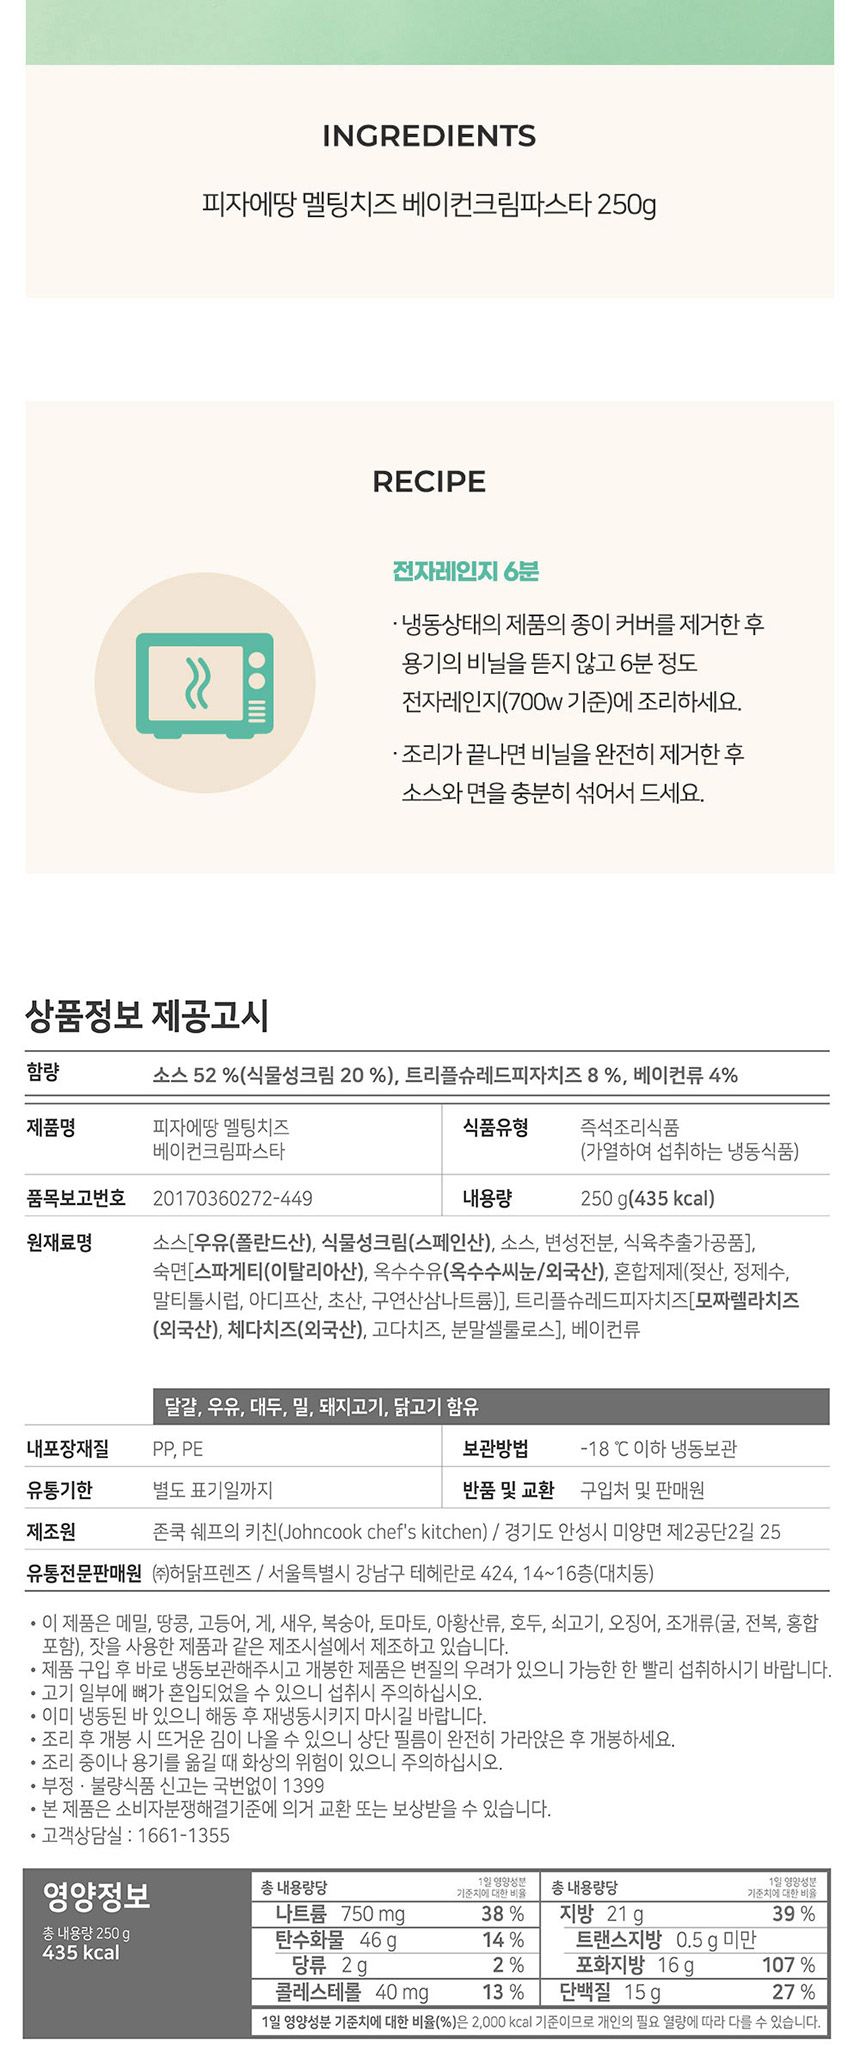 INGREDIENTS
피자에땅 멜팅치즈 베이컨크림파스타 250g
RECIPE
전자레인지 6분
· 냉동상태의 제품의 종이 커버를 제거한 후
용기의 비닐을 뜯지 않고 6분 정도
전자레인지(700w 기준)에 조리하세요.
· 조리가 끝나면 비닐을 완전히 제거한 후
소스와 면을 충분히 섞어서 드세요.
상품정보 제공고시
함량 소스 52 %(식물성크림 20 %), 트리플슈레드피자치즈 8 %, 베이컨류 4%
제품명 피자에땅 멜팅치즈
베이컨크림파스타
식품유형 즉석조리식품
(가열하여 섭취하는 냉동식품)
품목보고번호 20170360272-449 내용량 250 g(435 kcal)
원재료명 소스[우유(폴란드산), 식물성크림(스페인산), 소스, 변성전분, 식육추출가공품],
숙면[스파게티(이탈리아산), 옥수수유(옥수수씨눈/외국산), 혼합제제(젖산, 정제수,
말티톨시럽, 아디프산, 초산, 구연산삼나트륨)], 트리플슈레드피자치즈[모짜렐라치즈
(외국산), 체다치즈(외국산), 고다치즈, 분말셀룰로스], 베이컨류
달걀, 우유, 대두, 밀, 돼지고기, 닭고기 함유
내포장재질 PP, PE 보관방법 -18 ℃ 이하 냉동보관
유통기한 별도 표기일까지 반품 및 교환 구입처 및 판매원
제조원 존쿡 쉐프의 키친(Johncook chef's kitchen) / 경기도 안성시 미양면 제2공단2길 25
유통전문판매원 ㈜허닭프렌즈 / 서울특별시 강남구 테헤란로 424, 14~16층(대치동)
• 이 제품은 메밀, 땅콩, 고등어, 게, 새우, 복숭아, 토마토, 아황산류, 호두, 쇠고기, 오징어, 조개류(굴, 전복, 홍합
포함), 잣을 사용한 제품과 같은 제조시설에서 제조하고 있습니다.
• 제품 구입 후 바로 냉동보관해주시고 개봉한 제품은 변질의 우려가 있으니 가능한 한 빨리 섭취하시기 바랍니다.
• 고기 일부에 뼈가 혼입되었을 수 있으니 섭취시 주의하십시오.
• 이미 냉동된 바 있으니 해동 후 재냉동시키지 마시길 바랍니다.
• 조리 후 개봉 시 뜨거운 김이 나올 수 있으니 상단 필름이 완전히 가라앉은 후 개봉하세요.
• 조리 중이나 용기를 옮길 때 화상의 위험이 있으니 주의하십시오.
• 부정 · 불량식품 신고는 국번없이 1399
• 본 제품은 소비자분쟁해결기준에 의거 교환 또는 보상받을 수 있습니다.
• 고객상담실 : 1661-1355
영양정보
총 내용량 250 g
435 kcal
총 내용량당 1일 영양성분 기준치에 대한 비율 총 내용량당 1일 영양성분 기준치에 대한 비율
나트륨 750 mg 38 % 지방 21 g 39 %
탄수화물 46 g 14 % 트랜스지방 0.5 g 미만
당류 2 g 2 % 포화지방 16 g 107 %
콜레스테롤 40 mg 13 % 단백질 15 g 27 %
1일 영양성분 기준치에 대한 비율(%)은 2,000 kcal 기준이므로 개인의 필요 열량에 따라 다를 수 있습니다.